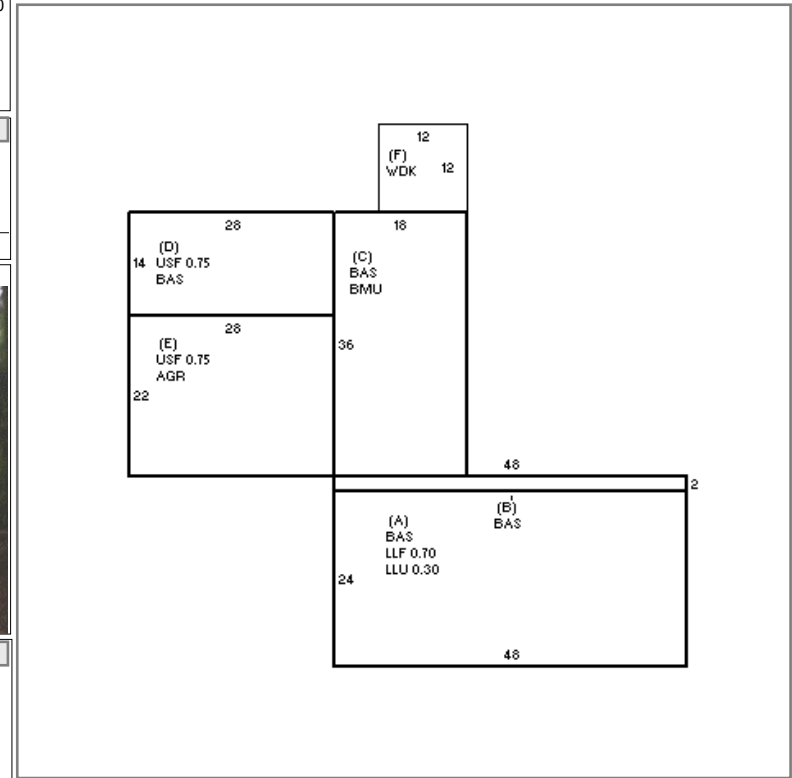 12
(F)
WDK 12
28
18
(D)
14 USF 0.75
BAS
(C)
BAS
BMU
28
(E)
USF 0.75
AGR
36
22
48
2
(B)
BAS
(A)
BAS
LLF 0.70
LLU 0.30
24
48